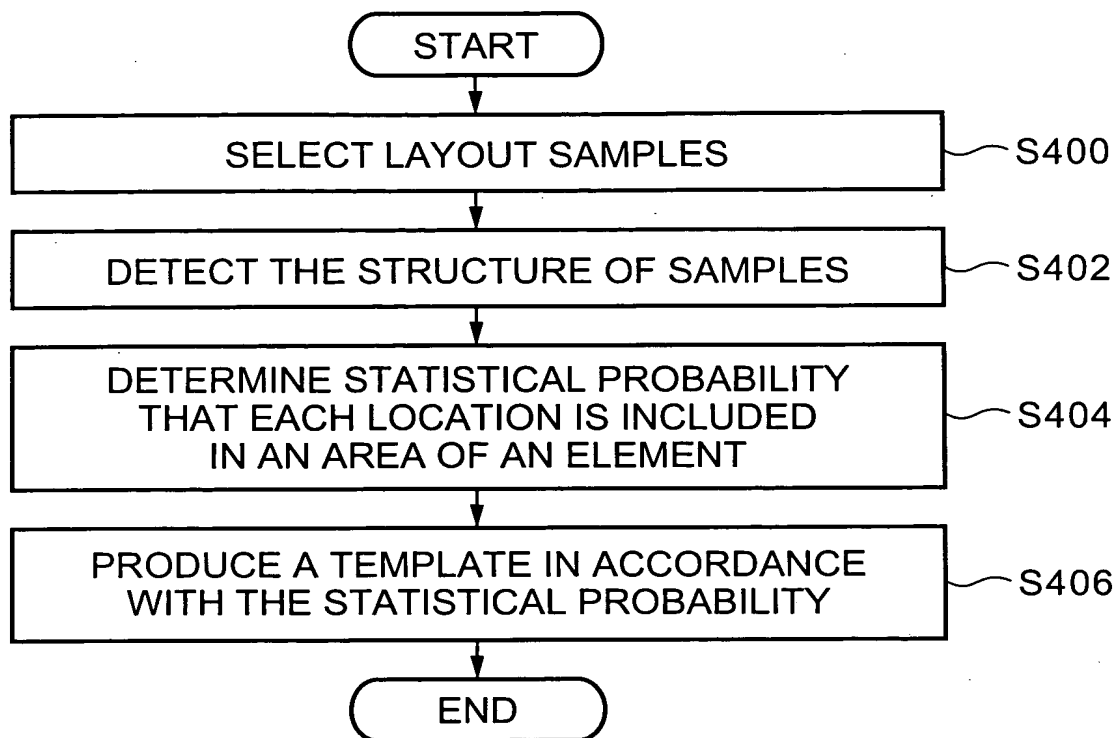 START
SELECT LAYOUT SAMPLES
S400
DETECT THE STRUCTURE OF SAMPLES
S402
DETERMINE STATISTICAL PROBABILITY
THAT EACH LOCATION IS INCLUDED
IN AN AREA OF AN ELEMENT
S404
PRODUCE A TEMPLATE IN ACCORDANCE
WITH THE STATISTICAL PROBABILITY
S406
END